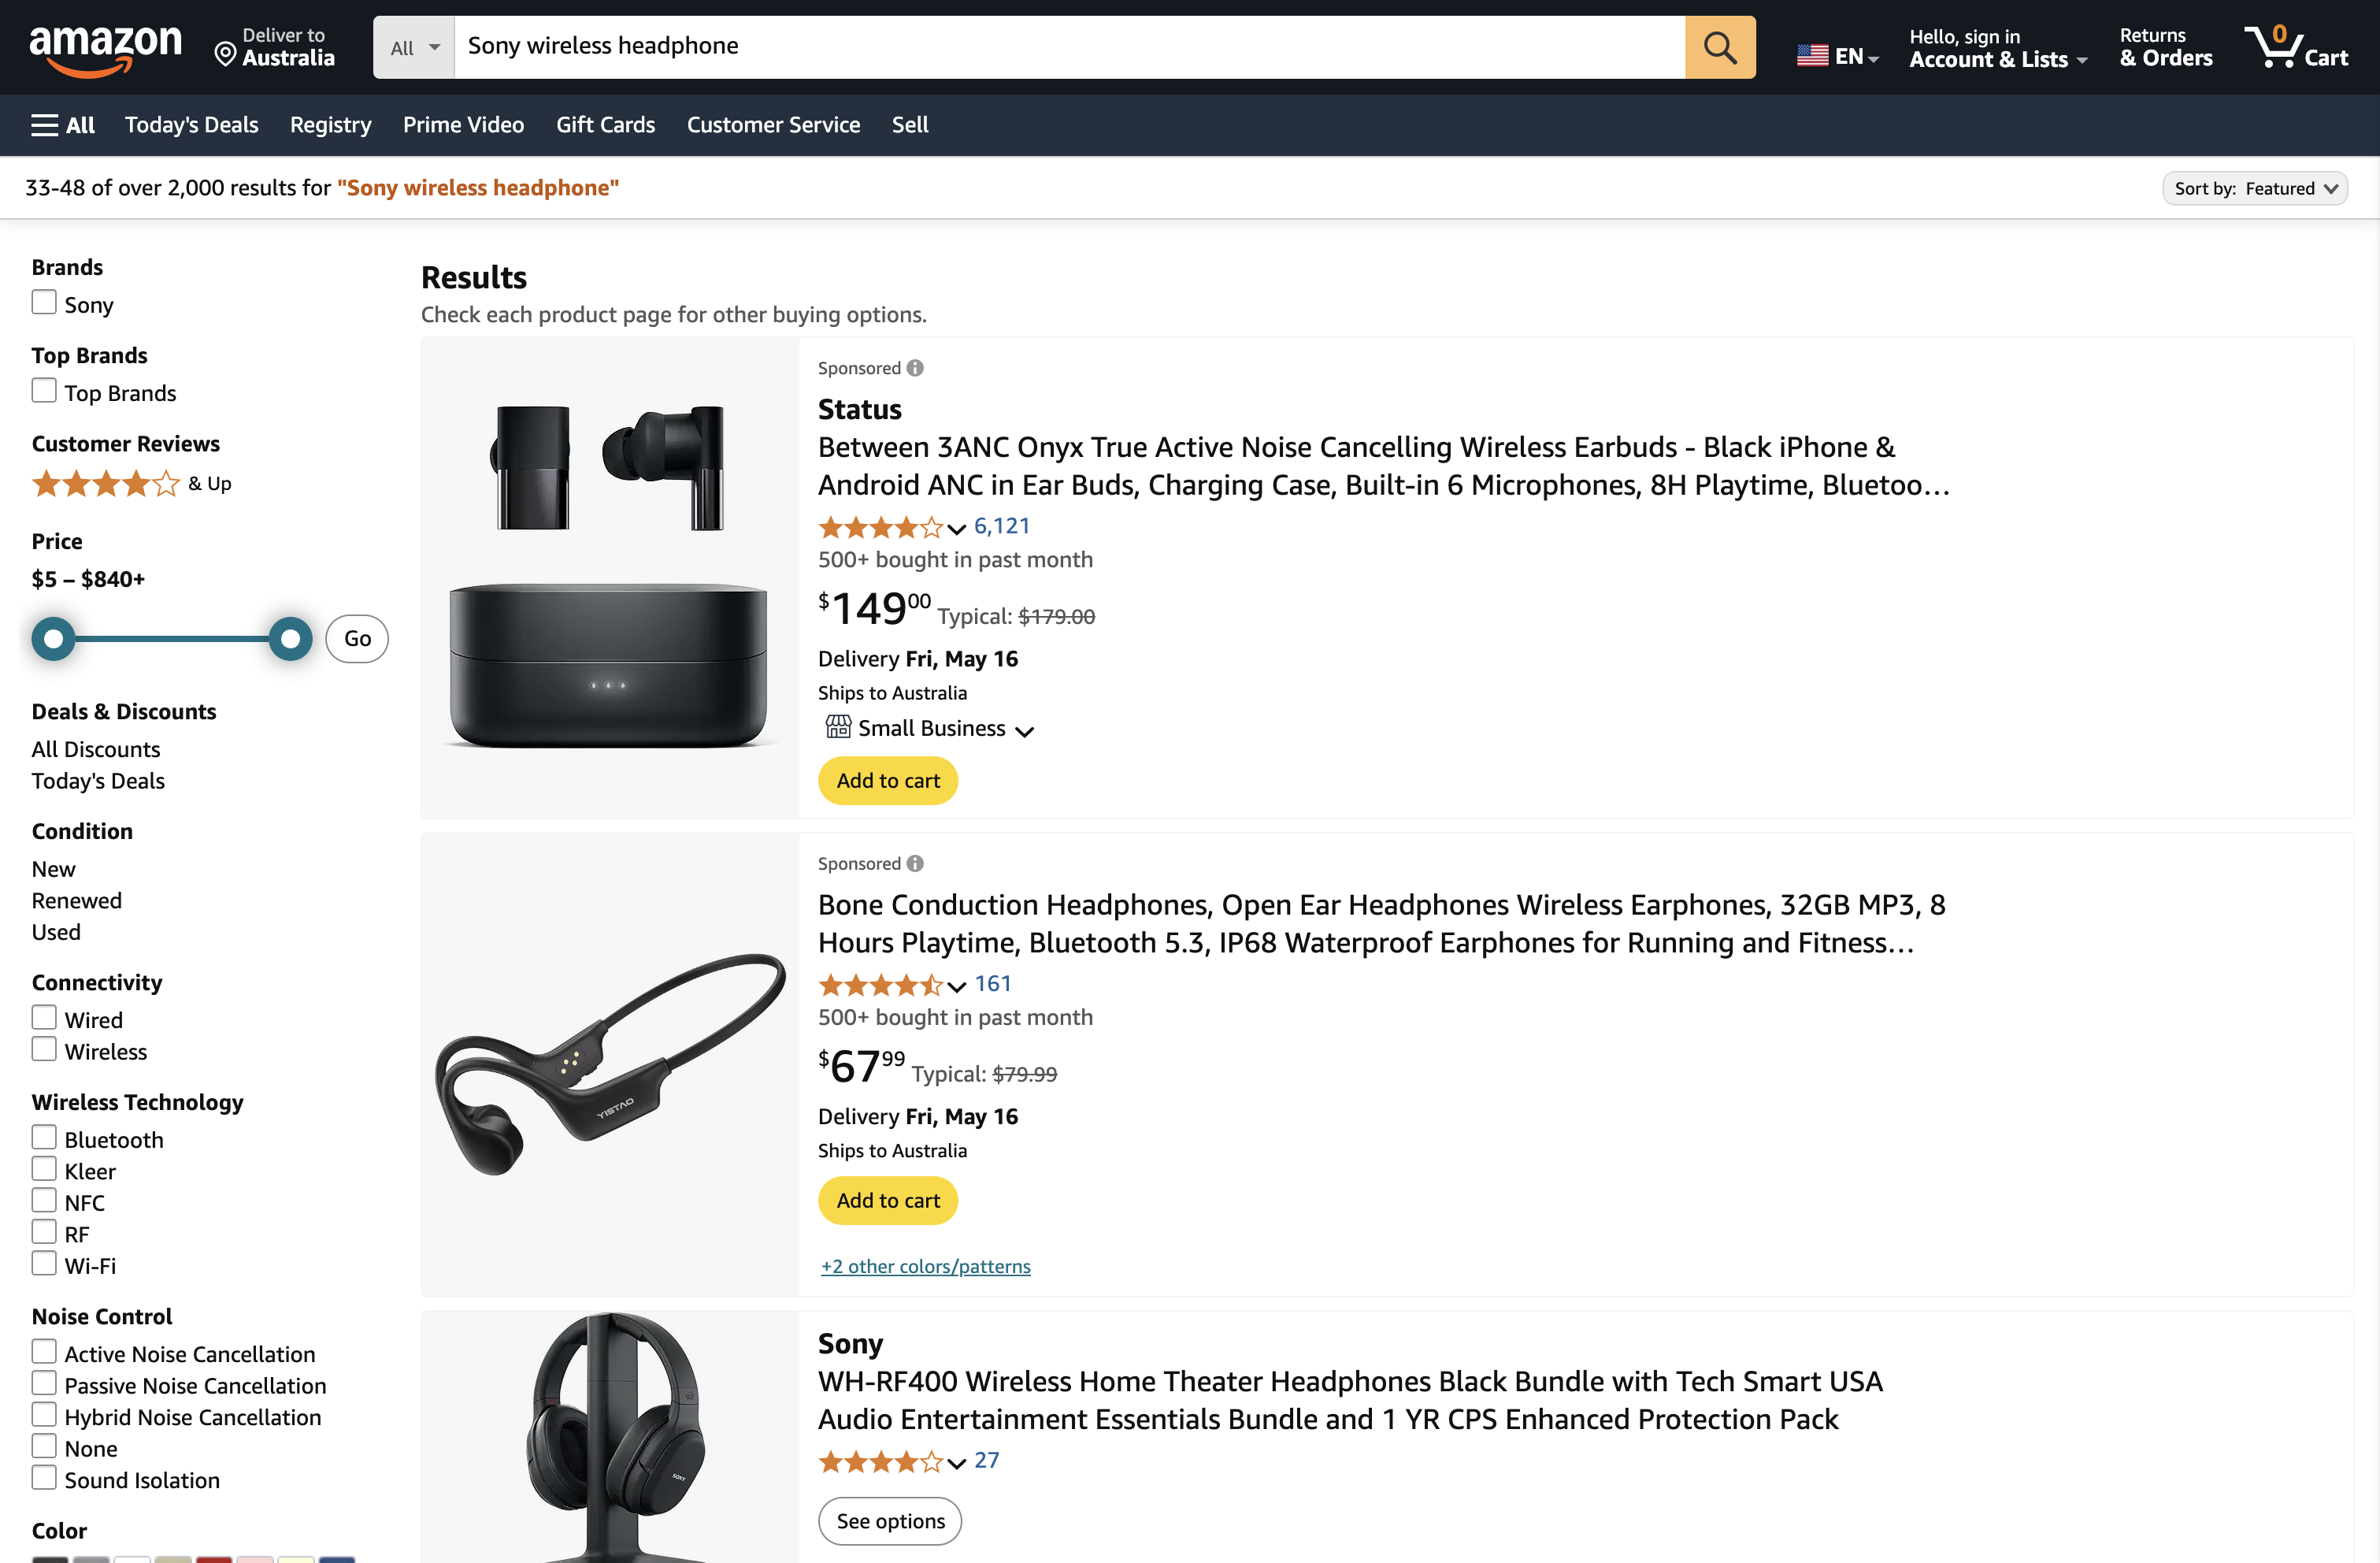 amazon
Deliver to
Australia
All
Sony wireless headphone
EN
Hello, sign in
Account & Lists
Returns
& Orders
0
Cart
All
Today's Deals
Registry
Prime Video
Gift Cards
Customer Service
Sell
33-48 of over 2,000 results for "Sony wireless headphone"
Sort by: Featured
Brands
Sony
Top Brands
Top Brands
Customer Reviews
& Up
Price
$5 – $840+
Go
Deals & Discounts
All Discounts
Today's Deals
Condition
New
Renewed
Used
Connectivity
Wired
Wireless
Wireless Technology
Bluetooth
Kleer
NFC
RF
Wi-Fi
Noise Control
Active Noise Cancellation
Passive Noise Cancellation
Hybrid Noise Cancellation
None
Sound Isolation
Color
Results
Check each product page for other buying options.
Sponsored
Status
Between 3ANC Onyx True Active Noise Cancelling Wireless Earbuds - Black iPhone &
Android ANC in Ear Buds, Charging Case, Built-in 6 Microphones, 8H Playtime, Bluetoo…
6,121
500+ bought in past month
$14900 Typical: $179.00
Delivery Fri, May 16
Ships to Australia
Small Business
Add to cart
YISTAO
Sponsored
Bone Conduction Headphones, Open Ear Headphones Wireless Earphones, 32GB MP3, 8
Hours Playtime, Bluetooth 5.3, IP68 Waterproof Earphones for Running and Fitness…
161
500+ bought in past month
$6799 Typical: $79.99
Delivery Fri, May 16
Ships to Australia
Add to cart
+2 other colors/patterns
SONY
Sony
WH-RF400 Wireless Home Theater Headphones Black Bundle with Tech Smart USA
Audio Entertainment Essentials Bundle and 1 YR CPS Enhanced Protection Pack
27
See options